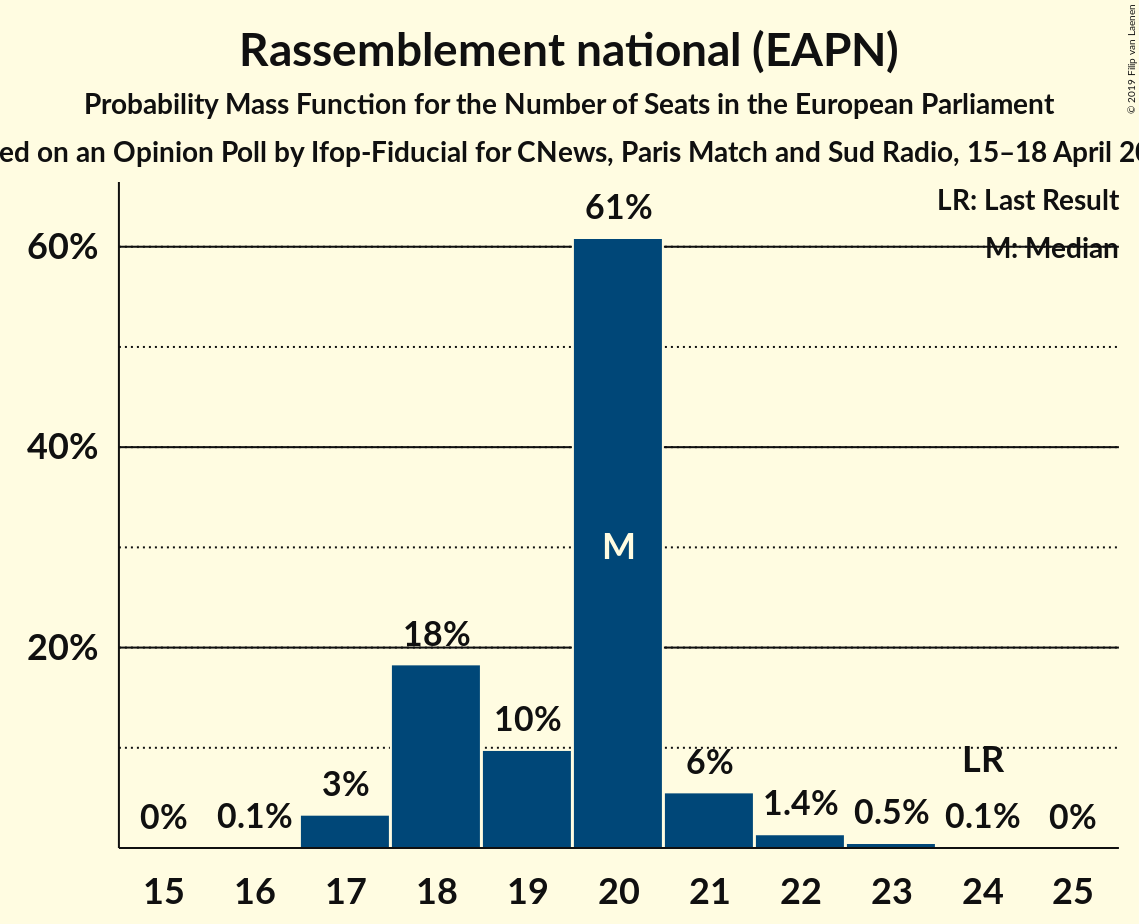 Rassemblement national (EAPN)
Probability Mass Function for the Number of Seats in the European Parliament
on an Opinion Poll by Ifop-Fiducial for CNews, Paris Match and Sud Radio, 15–18 April
© 2019 Filip van Laenen
LR: Last Result
M: Median
60%
40%
20%
0%
0.1%
3%
18%
10%
61%
M
6%
1.4%
0.5%
LR
0.1%
0%
15 16 17 18 19 20 21 22 23 24 25